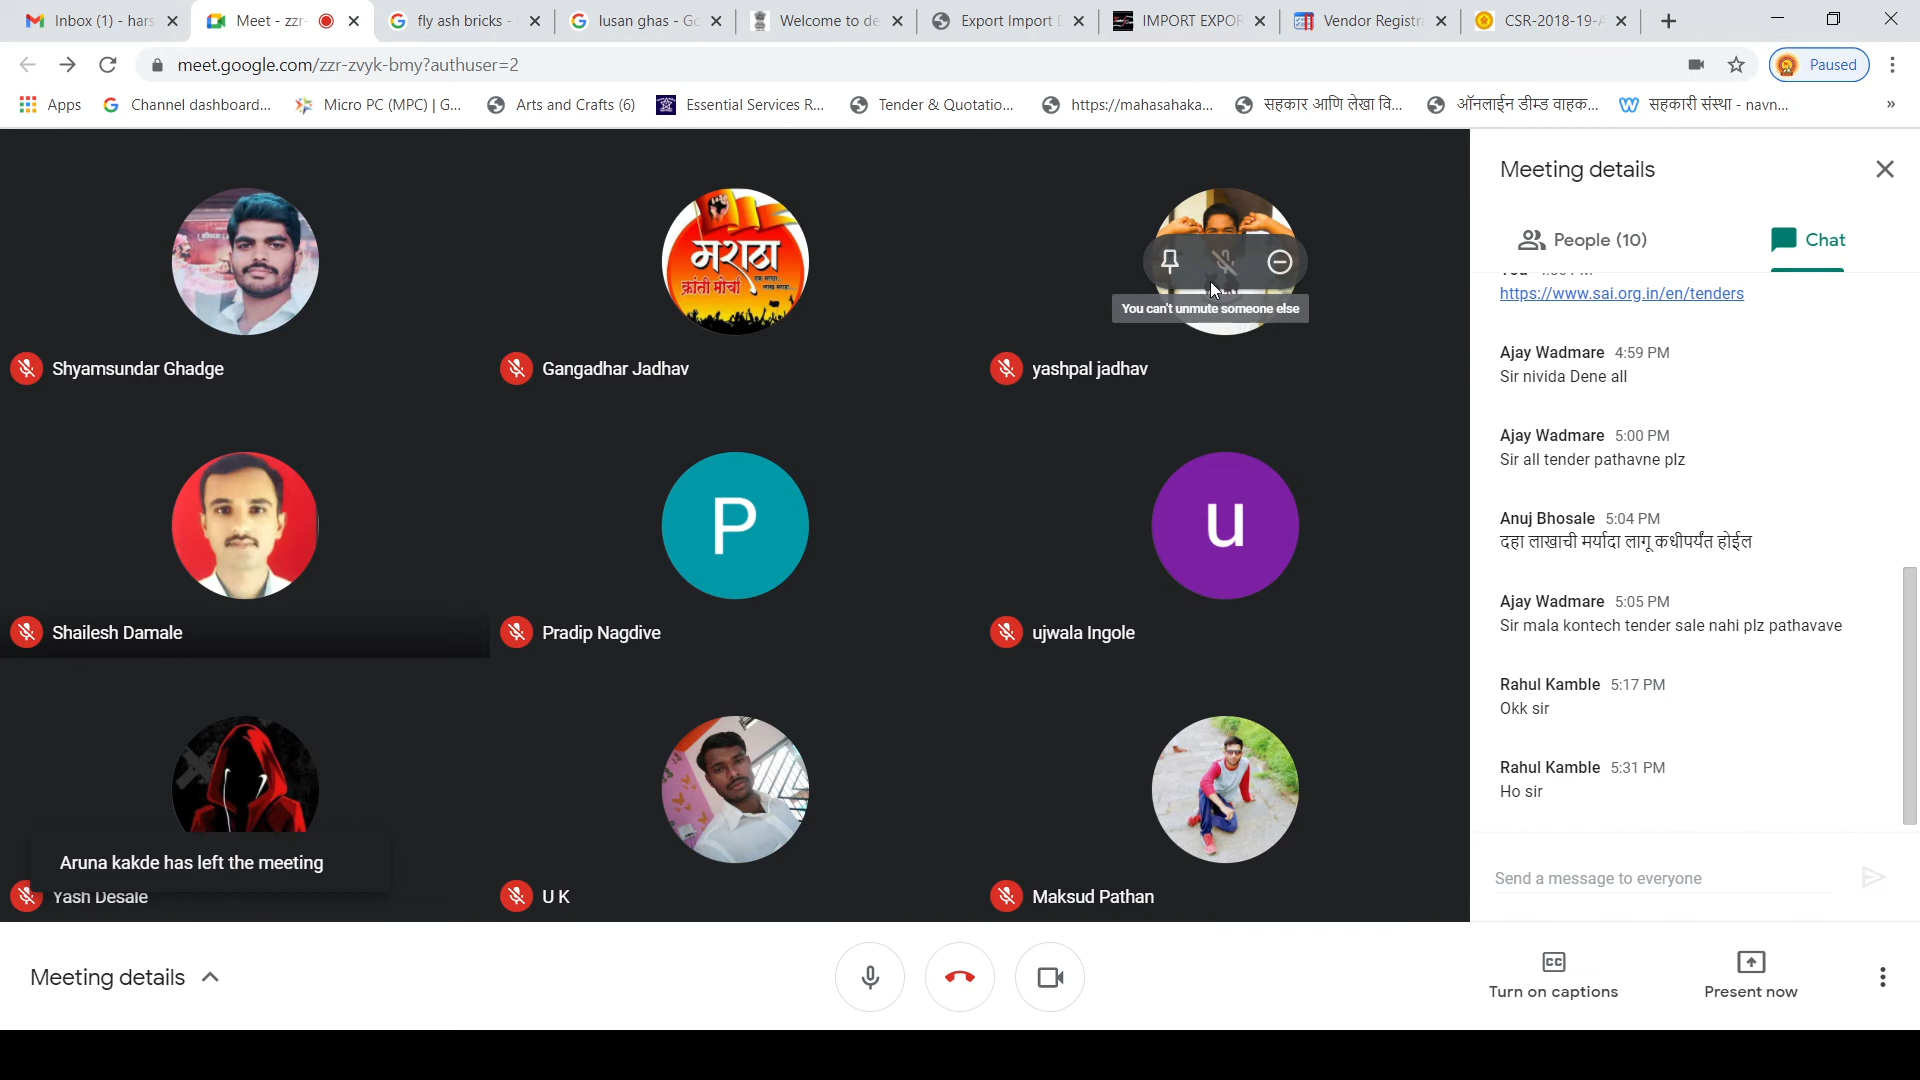 Inbox (1) - hars
Meet - zzr-
fly ash bricks -
lusan ghas - Go
Welcome to de
Export Import D
IMPORT EXPOR
Vendor Registra
CSR-2018-19-A
meet.google.com/zzr-zvyk-bmy?authuser=2
Paused
Apps
Channel dashboard...
Micro PC (MPC) | G...
Arts and Crafts (6)
Essential Services R...
Tender & Quotatio...
https://mahasahaka...
सहकार आणि लेखा वि...
ऑनलाईन डीम्ड वाहक...
सहकारी संस्था - navn...
»
मराठा
क्रांती मोर्चा
You can't unmute someone else
Shyamsundar Ghadge
Gangadhar Jadhav
yashpal jadhav
P
u
Shailesh Damale
Pradip Nagdive
ujwala Ingole
Aruna kakde has left the meeting
Yash Desale
U K
Maksud Pathan
Meeting details
People (10)
Chat
https://www.sai.org.in/en/tenders
Ajay Wadmare 4:59 PM
Sir nivida Dene all
Ajay Wadmare 5:00 PM
Sir all tender pathavne plz
Anuj Bhosale 5:04 PM
दहा लाखाची मर्यादा लागू कधीपर्यंत होईल
Ajay Wadmare 5:05 PM
Sir mala kontech tender sale nahi plz pathavave
Rahul Kamble 5:17 PM
Okk sir
Rahul Kamble 5:31 PM
Ho sir
Send a message to everyone
Meeting details
CC
Turn on captions
Present now